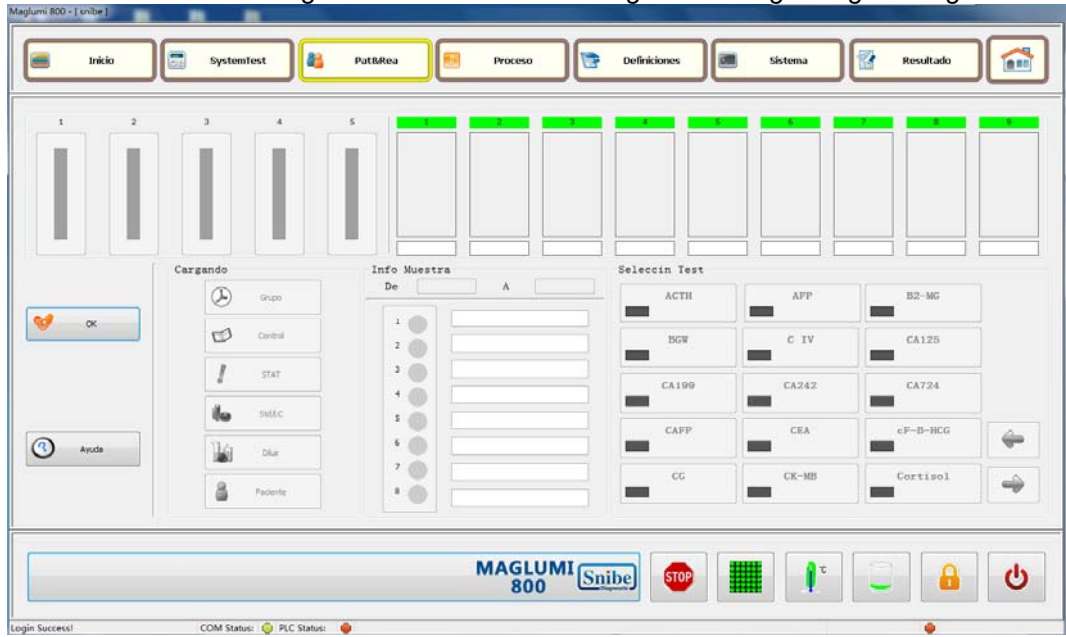 Maglumi 800 - [ snibe ]
Inicio SystemTest Pat&Rea Proceso Definiciones Sistema Resultado
1 2 3 4 5 1 2 3 4 5 6 7 8 9
Cargando Info Muestra Seleccin Test
De A
Grupo ACTH AFP B2-MG
OK 1
Control 2 BGW C IV CA125
STAT 3
4 CA199 CA242 CA724
5
Ayuda Diluir 6 CAFP CEA cF-B-HCG
7
Paciente 8 CG CK-MB Cortisol
MAGLUMI
800 Snibe STOP °C
Login Success! COM Status: PLC Status: